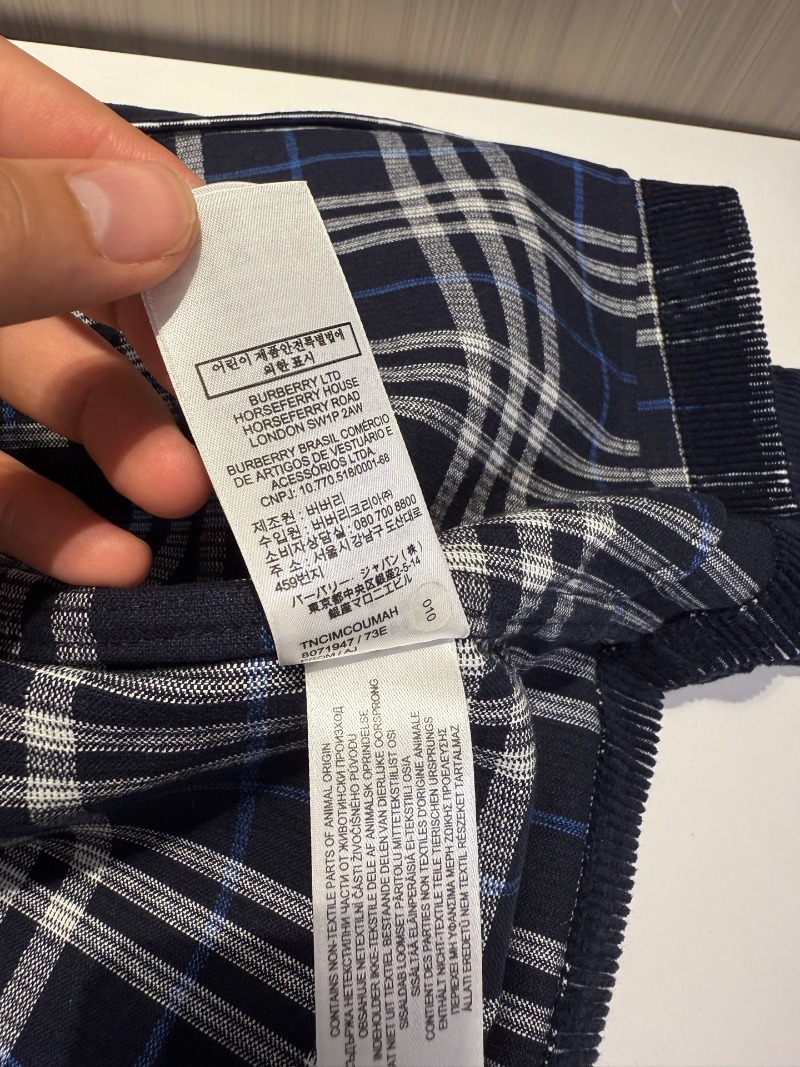 어린이 제품안전특별법에
의한 표시
BURBERRY LTD
HORSEFERRY HOUSE
HORSEFERRY ROAD
LONDON SW1P 2AW
BURBERRY BRASIL COMÉRCIO
DE ARTIGOS DE VESTUÁRIO E
ACESSÓRIOS LTDA.
CNPJ: 10.770.518/0001-66
제조원 : 버버리
수입원 : 버버리코리아㈜
소비자상담실 : 080 700 8800
주 소 : 서울시 강남구 도산대로
459번지
バーバリー・ジャパン(株)
東京都中央区銀座2-5-14
銀座マロニエビル
010
TNCIMCOUMAH
8071947 / 73E
CONTAINS NON-TEXTILE PARTS OF ANIMAL ORIGIN
СЪДЪРЖА НЕТЕКСТИЛНИ ЧАСТИ ОТ ЖИВОТИНСКИ ПРОИЗХОД
OBSAHUJE NETEXTILNÍ ČÁSTI ŽIVOČIŠNÉHO PŮVODU
INDEHOLDER IKKE-TEKSTILE DELE AF ANIMALSK OPRINDELSE
NIET UIT TEXTIEL BESTAANDE DELEN VAN DIERLIJKE OORSPRONG
SISALDAB LOOMSET PÄRITOLU MITTETEKSTIILIST OSI
SISÄLTÄÄ ELÄINPERÄISIÄ EI-TEKSTIILI OSIA
CONTIENT DES PARTIES NON TEXTILES D'ORIGINE ANIMALE
ENTHÄLT NICHT-TEXTILE TEILE TIERISCHEN URSPRUNGS
ΠΕΡΙΕΧΕΙ ΜΗ ΥΦΑΝΣΙΜΑ ΜΕΡΗ ΖΩΙΚΗΣ ΠΡΟΕΛΕΥΣΗΣ
ÁLLATI EREDETŰ NEM TEXTIL RÉSZEKET TARTALMAZ